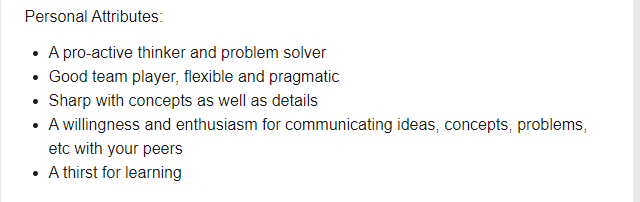 Personal Attributes:
• A pro-active thinker and problem solver
• Good team player, flexible and pragmatic
• Sharp with concepts as well as details
• A willingness and enthusiasm for communicating ideas, concepts, problems,
etc with your peers
• A thirst for learning